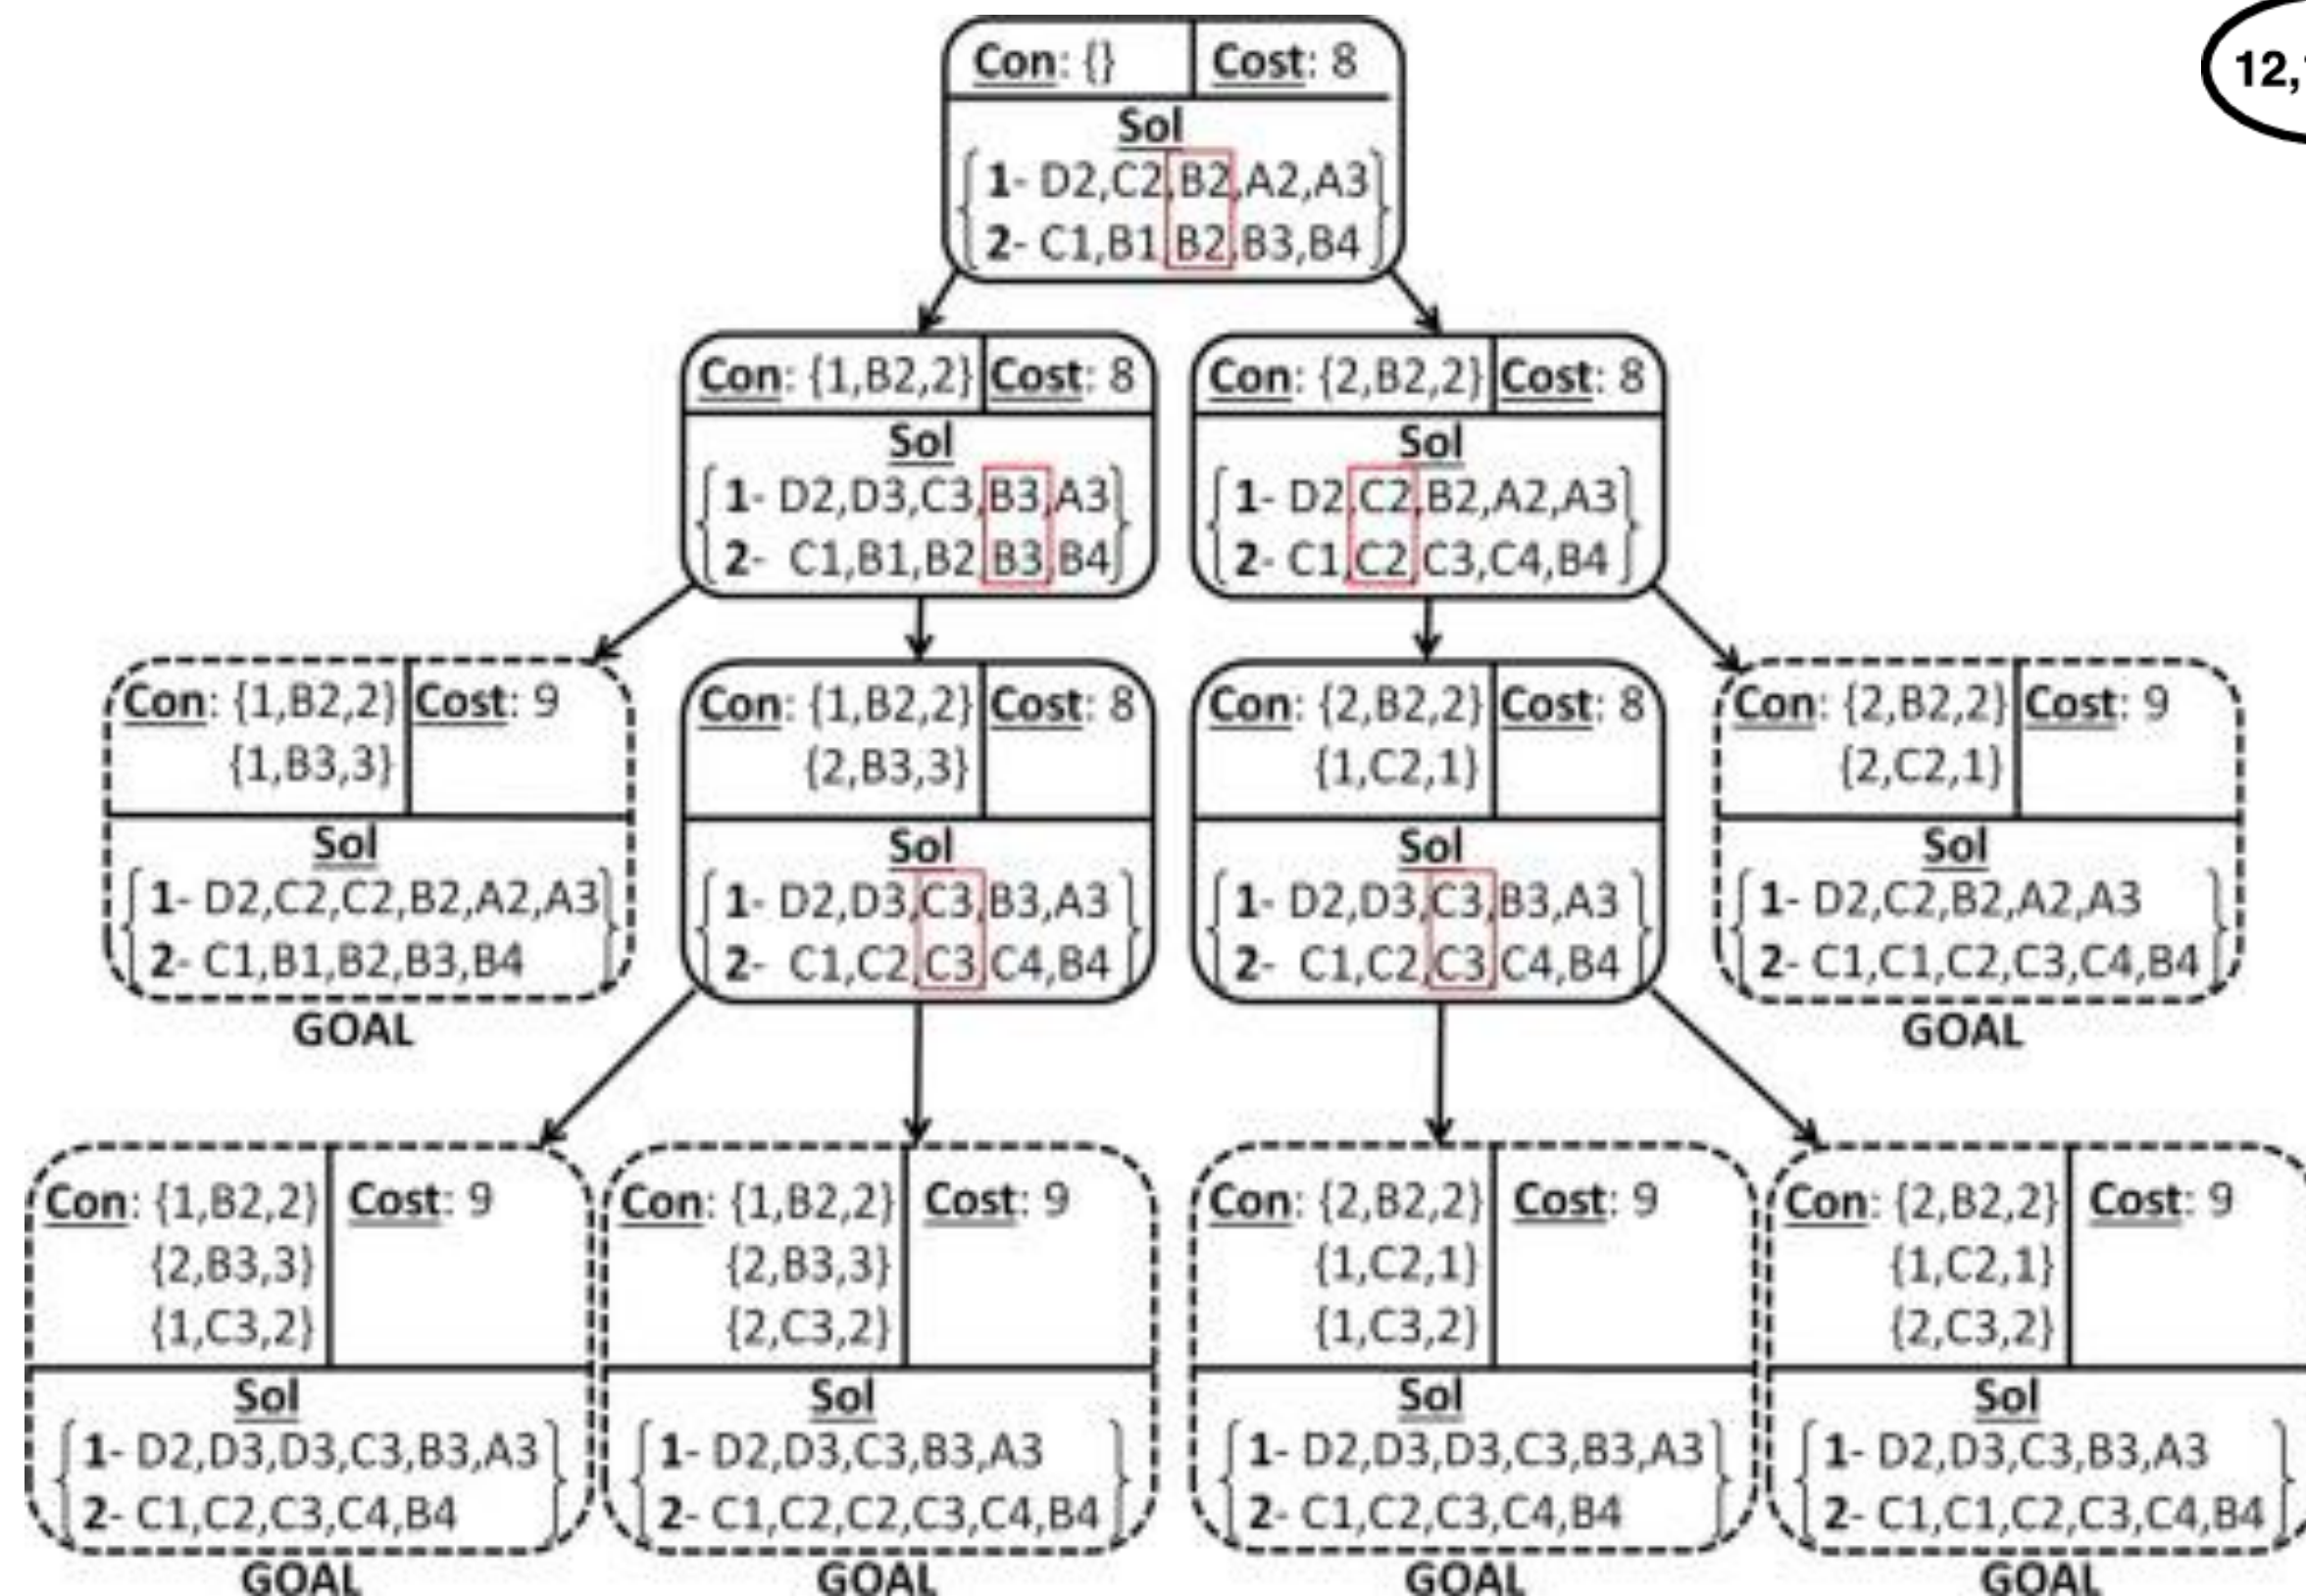 Con: {} Cost: 8
12,
Sol
1- D2,C2,B2,A2,A3
2- C1,B1,B2,B3,B4
Con: {1,B2,2} Cost: 8
Sol
1- D2,D3,C3,B3,A3
2- C1,B1,B2,B3,B4
Con: {2,B2,2} Cost: 8
Sol
1- D2,C2,B2,A2,A3
2- C1,C2,C3,C4,B4
Con: {1,B2,2} Cost: 9
{1,B3,3}
Sol
1- D2,C2,C2,B2,A2,A3
2- C1,B1,B2,B3,B4
GOAL
Con: {1,B2,2} Cost: 8
{2,B3,3}
Sol
1- D2,D3,C3,B3,A3
2- C1,C2,C3,C4,B4
Con: {2,B2,2} Cost: 8
{1,C2,1}
Sol
1- D2,D3,C3,B3,A3
2- C1,C2,C3,C4,B4
Con: {2,B2,2} Cost: 9
{2,C2,1}
Sol
1- D2,C2,B2,A2,A3
2- C1,C1,C2,C3,C4,B4
GOAL
Con: {1,B2,2} Cost: 9
{2,B3,3}
{1,C3,2}
Sol
1- D2,D3,D3,C3,B3,A3
2- C1,C2,C3,C4,B4
GOAL
Con: {1,B2,2} Cost: 9
{2,B3,3}
{2,C3,2}
Sol
1- D2,D3,C3,B3,A3
2- C1,C2,C2,C3,C4,B4
GOAL
Con: {2,B2,2} Cost: 9
{1,C2,1}
{1,C3,2}
Sol
1- D2,D3,D3,C3,B3,A3
2- C1,C2,C3,C4,B4
GOAL
Con: {2,B2,2} Cost: 9
{1,C2,1}
{2,C3,2}
Sol
1- D2,D3,C3,B3,A3
2- C1,C1,C2,C3,C4,B4
GOAL